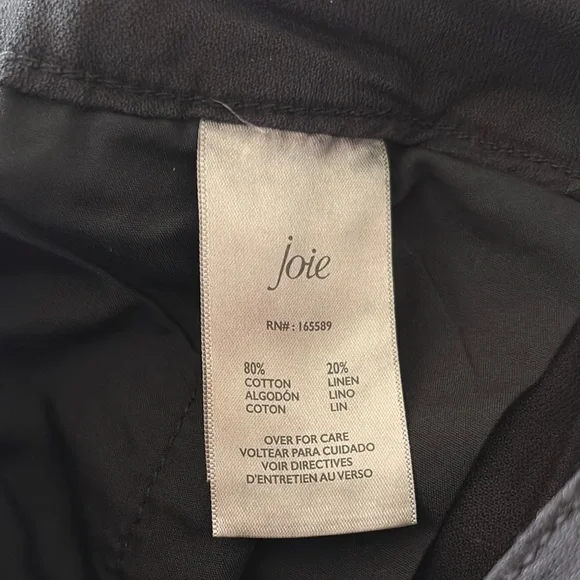 joie
RN# : 165589
80% 20%
COTTON LINEN
ALGODÓN LINO
COTON LIN
OVER FOR CARE
VOLTEAR PARA CUIDADO
VOIR DIRECTIVES
D'ENTRETIEN AU VERSO